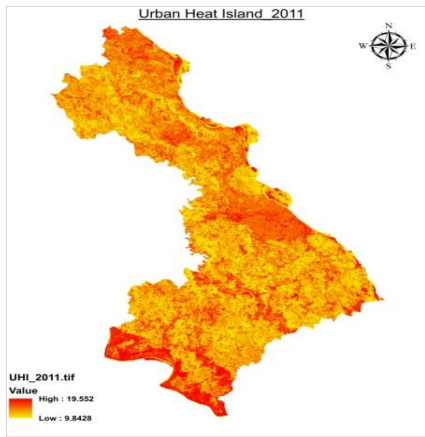 Urban Heat Island_2011
N
W E
S
UHI_2011.tif
Value
High : 19.552
Low : 9.8428